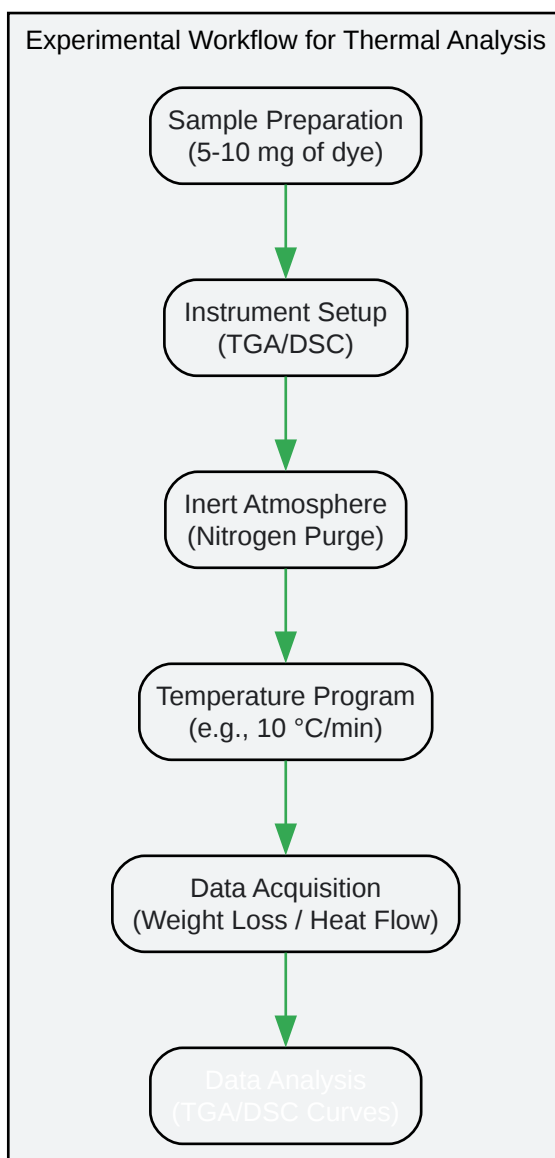 Experimental Workflow for Thermal Analysis
Sample Preparation
(5-10 mg of dye)
Instrument Setup
(TGA/DSC)
Inert Atmosphere
(Nitrogen Purge)
Temperature Program
(e.g., 10 °C/min)
Data Acquisition
(Weight Loss / Heat Flow)
Data Analysis
(TGA/DSC Curves)